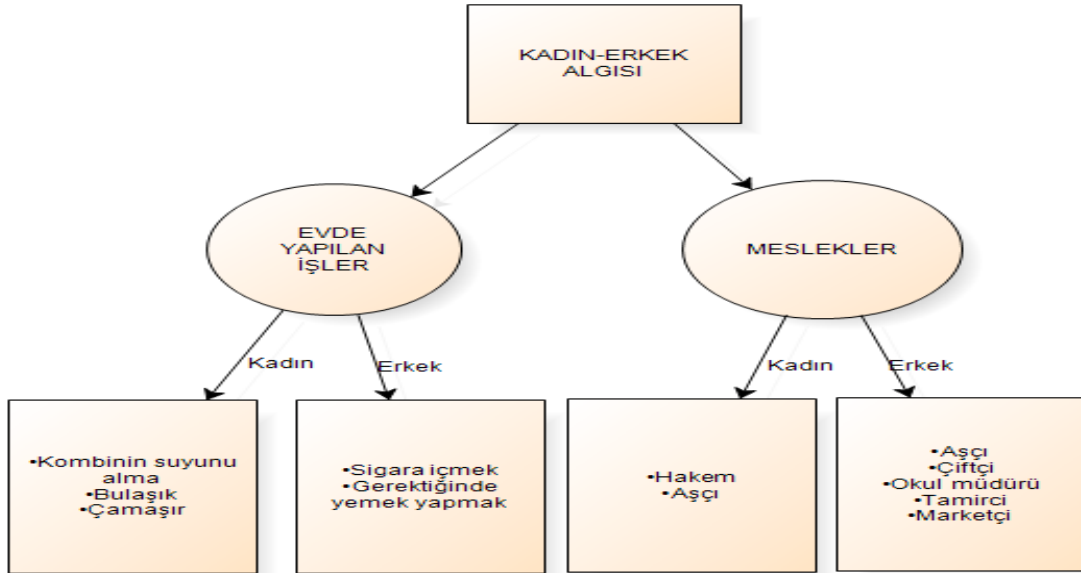 KADIN-ERKEK
ALGISI
EVDE
YAPILAN
İŞLER
MESLEKLER
Kadın
Erkek
Kadın
Erkek
•Kombinin suyunu
alma
•Bulaşık
•Çamaşır
•Sigara içmek
•Gerektiğinde
yemek yapmak
•Hakem
•Aşçı
•Aşçı
•Çiftçi
•Okul müdürü
•Tamirci
•Marketçi